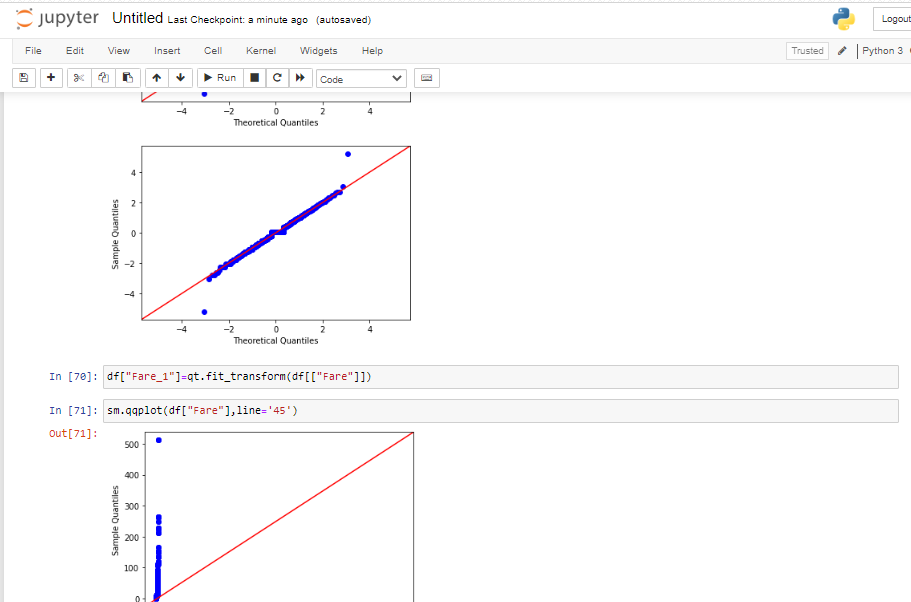 jupyter Untitled Last Checkpoint: a minute ago (autosaved)
Logout
File Edit View Insert Cell Kernel Widgets Help
Trusted Python 3
Run Code
−4 −2 0 2 4
Theoretical Quantiles
4
2
0
−2
−4
Sample Quantiles
−4 −2 0 2 4
Theoretical Quantiles
In [70]: df["Fare_1"]=qt.fit_transform(df[["Fare"]])
In [71]: sm.qqplot(df["Fare"],line='45')
Out[71]:
500
400
300
200
100
0
Sample Quantiles